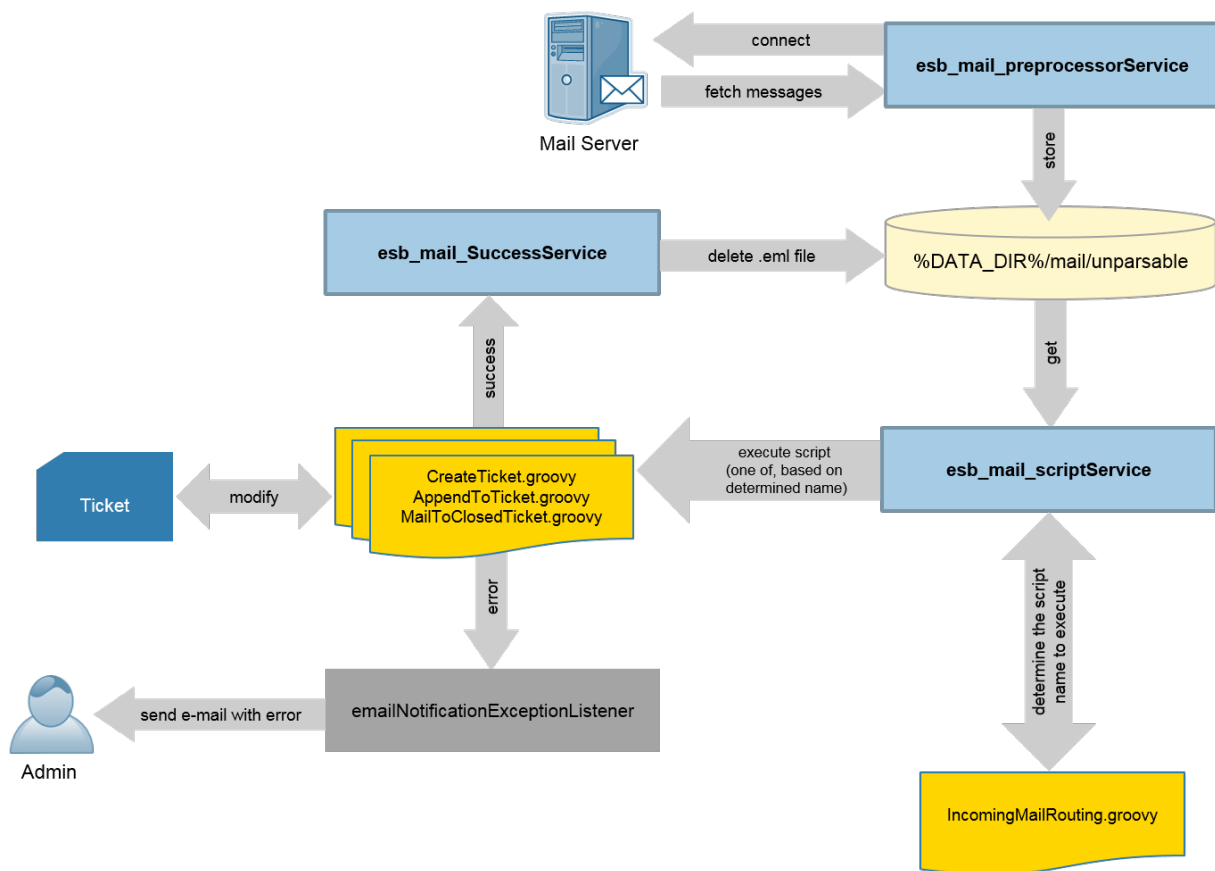 connect
esb_mail_preprocessorService
fetch messages
Mail Server
store
esb_mail_SuccessService
delete .eml file
%DATA_DIR%/mail/unparsable
success
get
CreateTicket.groovy
AppendToTicket.groovy
MailToClosedTicket.groovy
execute script
(one of, based on
determined name)
esb_mail_scriptService
Ticket
modify
error
determine the script
name to execute
emailNotificationExceptionListener
send e-mail with error
Admin
IncomingMailRouting.groovy